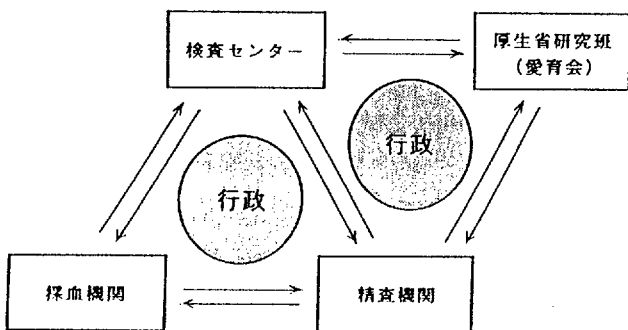 検査センター
厚生省研究班
(愛育会)
行政
行政
採血機関
精査機関